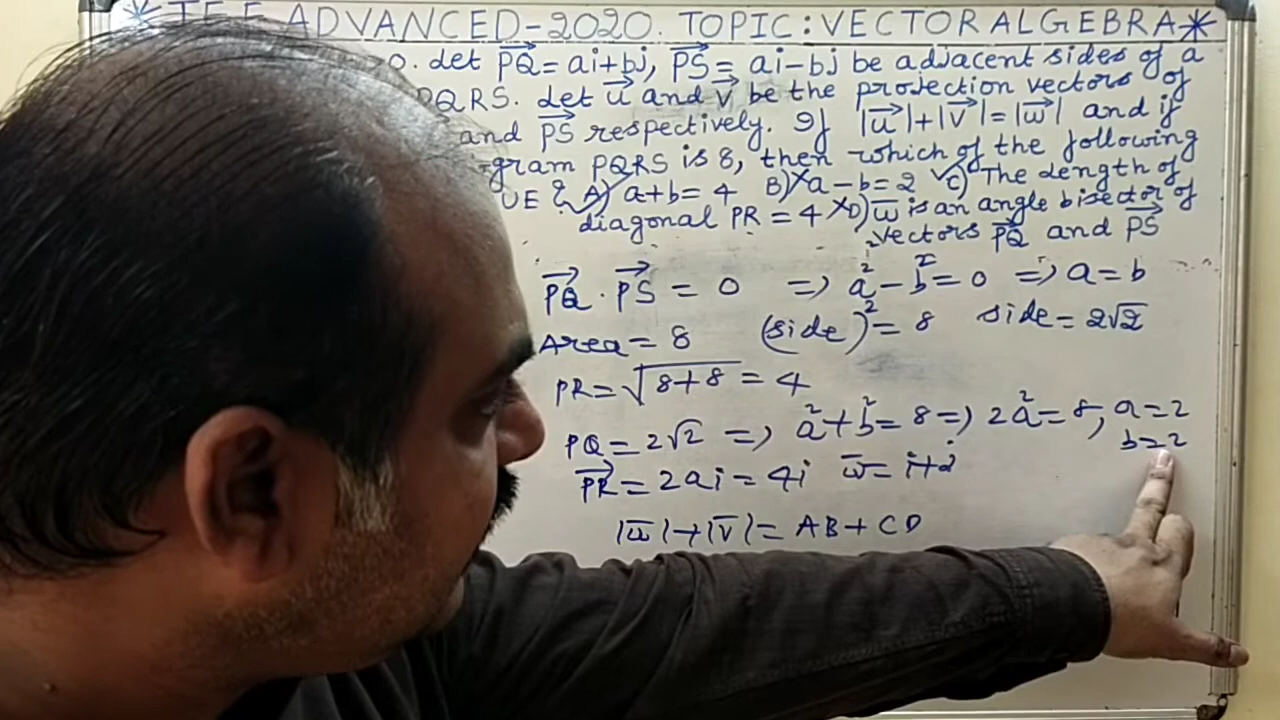 ADVANCED-2020. TOPIC: VECTOR ALGEBRA*
0. Let PQ→ = ai+bj, PS→ = ai-bj be adjacent sides of a
PQRS. Let u→ and v→ be the projection vectors of
and PS→ respectively. If |u→|+|v→|=|w→| and if
gram PQRS is 8, then which of the following
UE? A) a+b=4 B) a-b=2 C) The length of
diagonal PR=4 D) w̅ is an angle bisector of
vectors PQ→ and PS→
PQ→ . PS→ = 0 => a²-b²=0 => a=b
Area=8 (side)²=8 side=2√2
PR=√8+8=4
PQ=2√2 => a²+b²=8 => 2a²=8, a=2
b=2
PR→=2ai=4i w̅=i+j
|u̅|+|v̅|=AB+CD